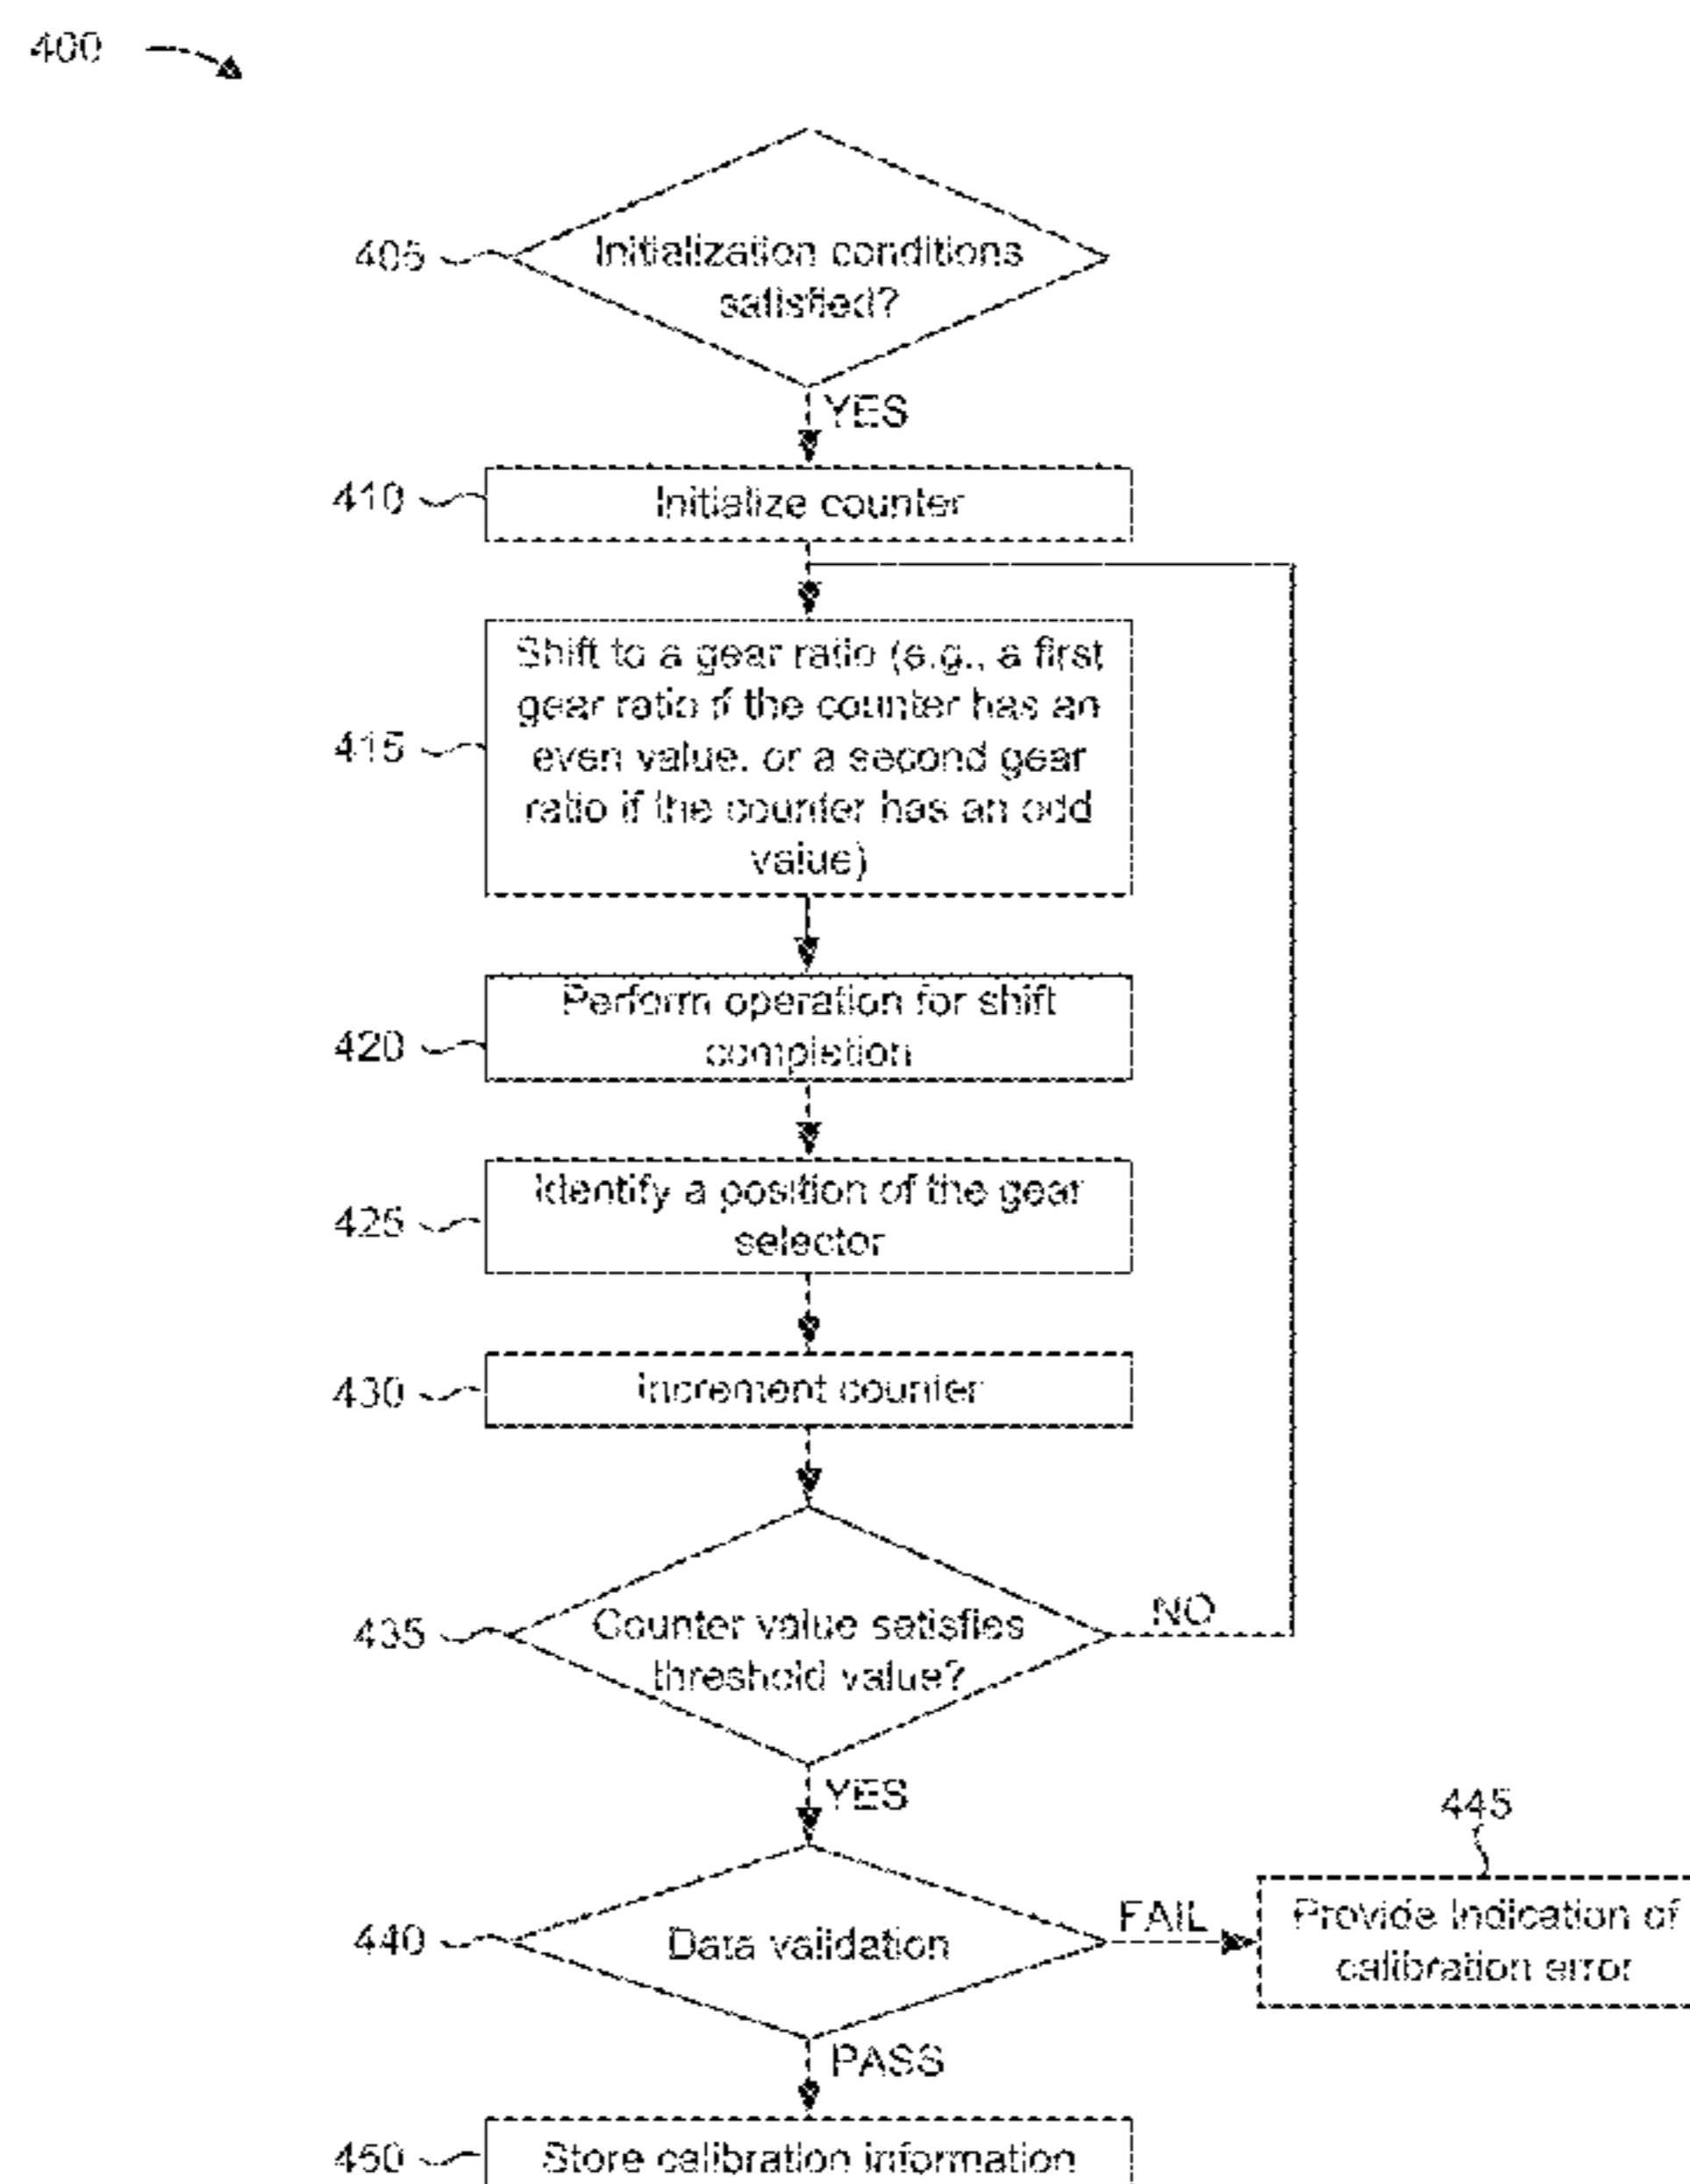 400
405
Initialization conditions
satisfied?
YES
410
Initialize counter
415
Shift to a gear ratio (e.g., a first
gear ratio if the counter has an
even value, or a second gear
ratio if the counter has an odd
value)
420
Perform operation for shift
completion
425
Identify a position of the gear
selector
430
Increment counter
435
Counter value satisfies
threshold value?
NO
YES
440
Data validation
FAIL
445
Provide Indication of
calibration error
PASS
450
Store calibration information